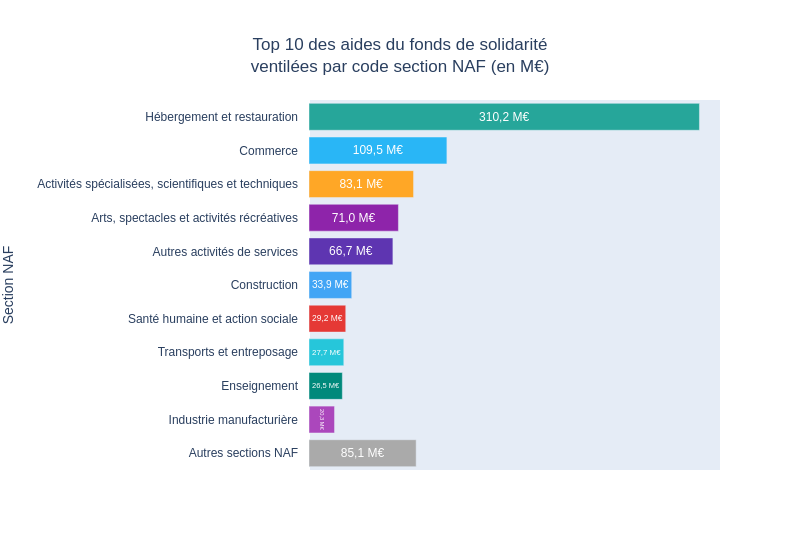 Top 10 des aides du fonds de solidarité
ventilées par code section NAF (en M€)
Section NAF
Hébergement et restauration 310,2 M€
Commerce 109,5 M€
Activités spécialisées, scientifiques et techniques 83,1 M€
Arts, spectacles et activités récréatives 71,0 M€
Autres activités de services 66,7 M€
Construction 33,9 M€
Santé humaine et action sociale 29,2 M€
Transports et entreposage 27,7 M€
Enseignement 26,5 M€
Industrie manufacturière M€
Autres sections NAF 85,1 M€